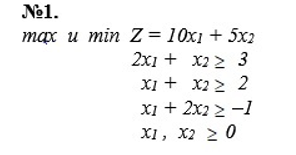 №1.
max и min Z = 10x1 + 5x2
2x1 + x2 ≥ 3
x1 + x2 ≥ 2
x1 + 2x2 ≥ −1
x1 , x2 ≥ 0